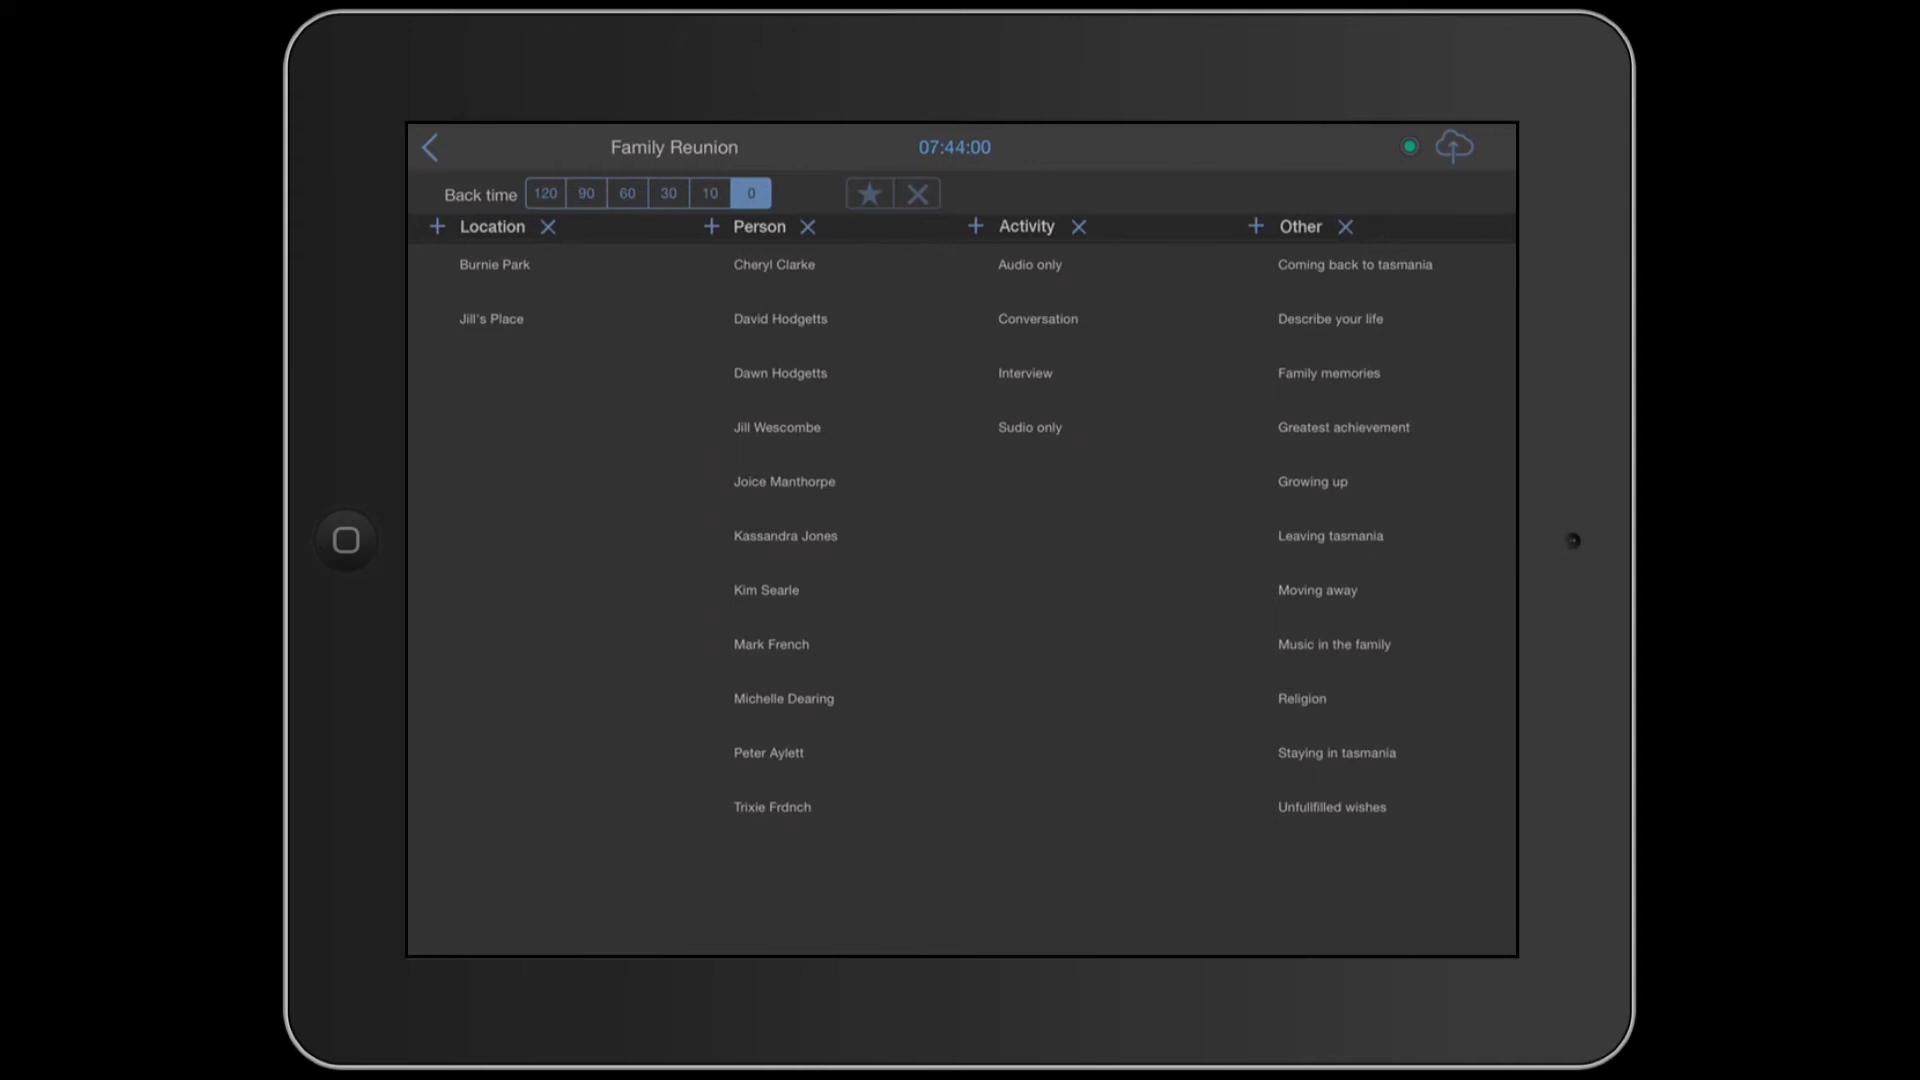 Family Reunion 07:44:00
Back time 120 90 60 30 10 0
Location Person Activity Other
Burnie Park Cheryl Clarke Audio only Coming back to tasmania
Jill's Place David Hodgetts Conversation Describe your life
Dawn Hodgetts Interview Family memories
Jill Wescombe Sudio only Greatest achievement
Joice Manthorpe Growing up
Kassandra Jones Leaving tasmania
Kim Searle Moving away
Mark French Music in the family
Michelle Dearing Religion
Peter Aylett Staying in tasmania
Trixie Frdnch Unfullfilled wishes